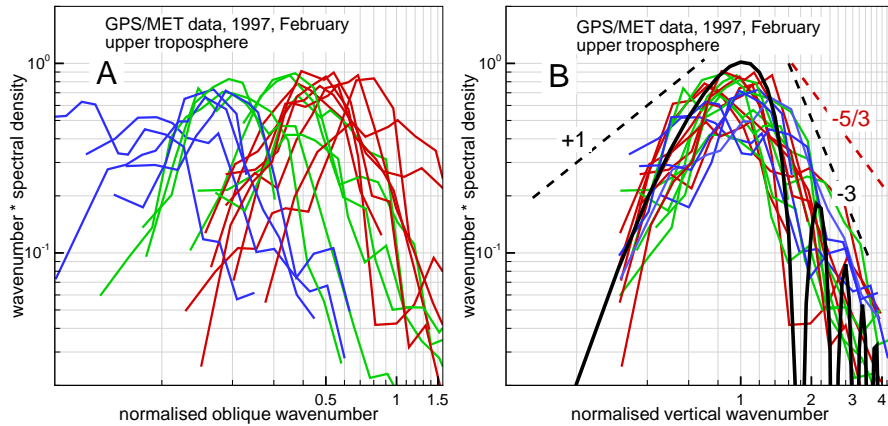 GPS/MET data, 1997, February
upper troposphere
A
10⁰
10⁻¹
wavenumber * spectral density
0.5 1 1.5
normalised oblique wavenumber
GPS/MET data, 1997, February
upper troposphere
B
+1
-5/3
-3
10⁰
10⁻¹
wavenumber * spectral density
1 2 3 4
normalised vertical wavenumber